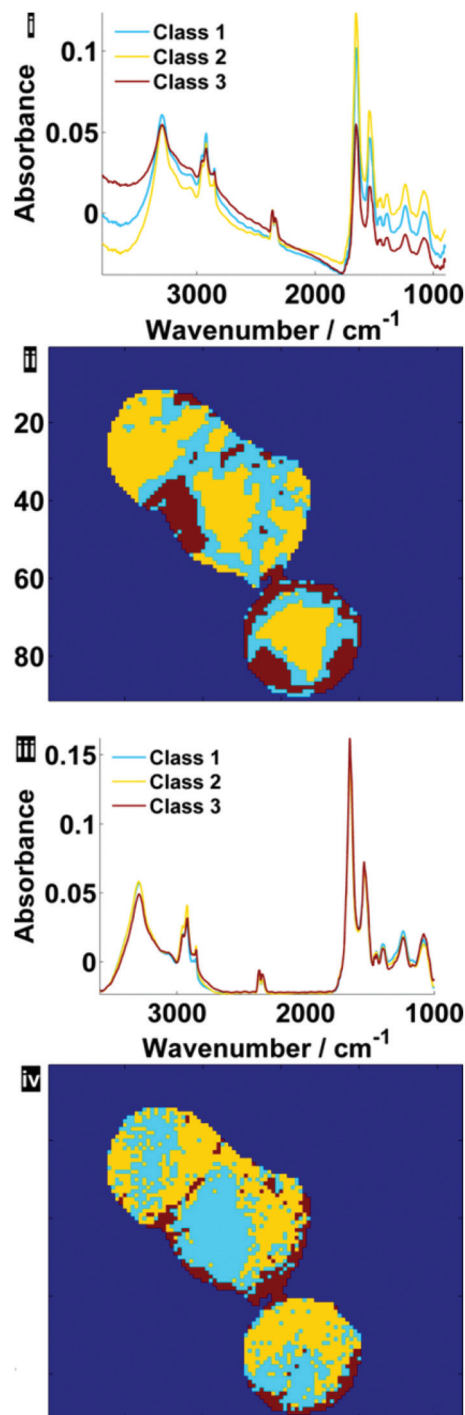 i
Class 1
Class 2
Class 3
0.1
0.05
0
Absorbance
3000 2000 1000
Wavenumber / cm-1
ii
20
40
60
80
iii
Class 1
Class 2
Class 3
0.15
0.1
0.05
0
Absorbance
3000 2000 1000
Wavenumber / cm-1
iv